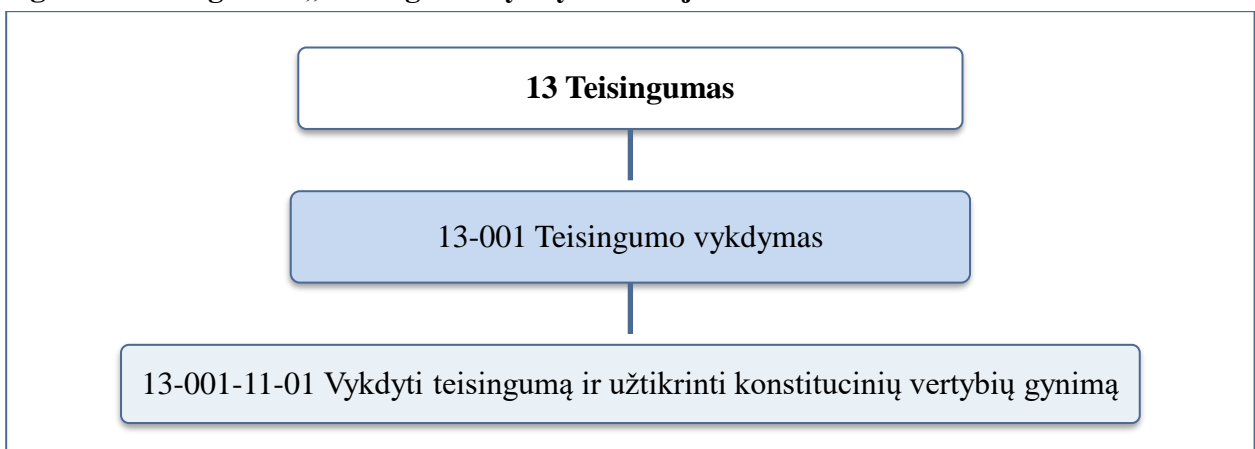 13 Teisingumas
13-001 Teisingumo vykdymas
13-001-11-01 Vykdyti teisingumą ir užtikrinti konstitucinių vertybių gynimą